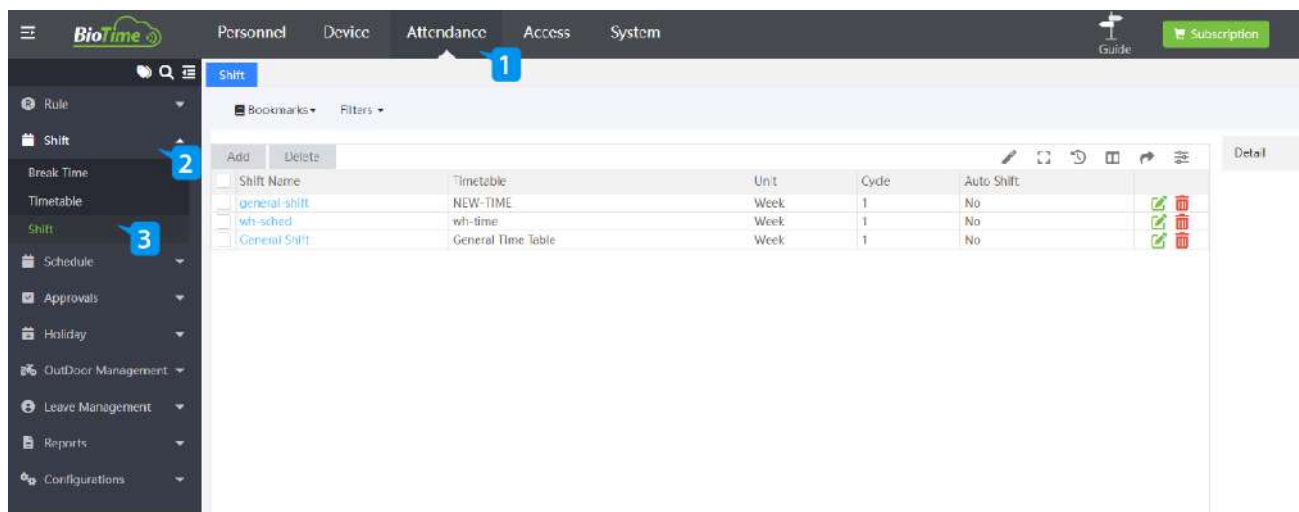 BioTime Personnel Device Attendance Access System Guide Subscription
1
Shift
Rule
Bookmarks Filters
Shift
2
Add Delete Detail
Break Time
Shift Name Timetable Unit Cycle Auto Shift
Timetable
general-shift NEW-TIME Week 1 No
wh-sched wh-time Week 1 No
Shift
3
General Shift General Time Table Week 1 No
Schedule
Approvals
Holiday
OutDoor Management
Leave Management
Reports
Configurations